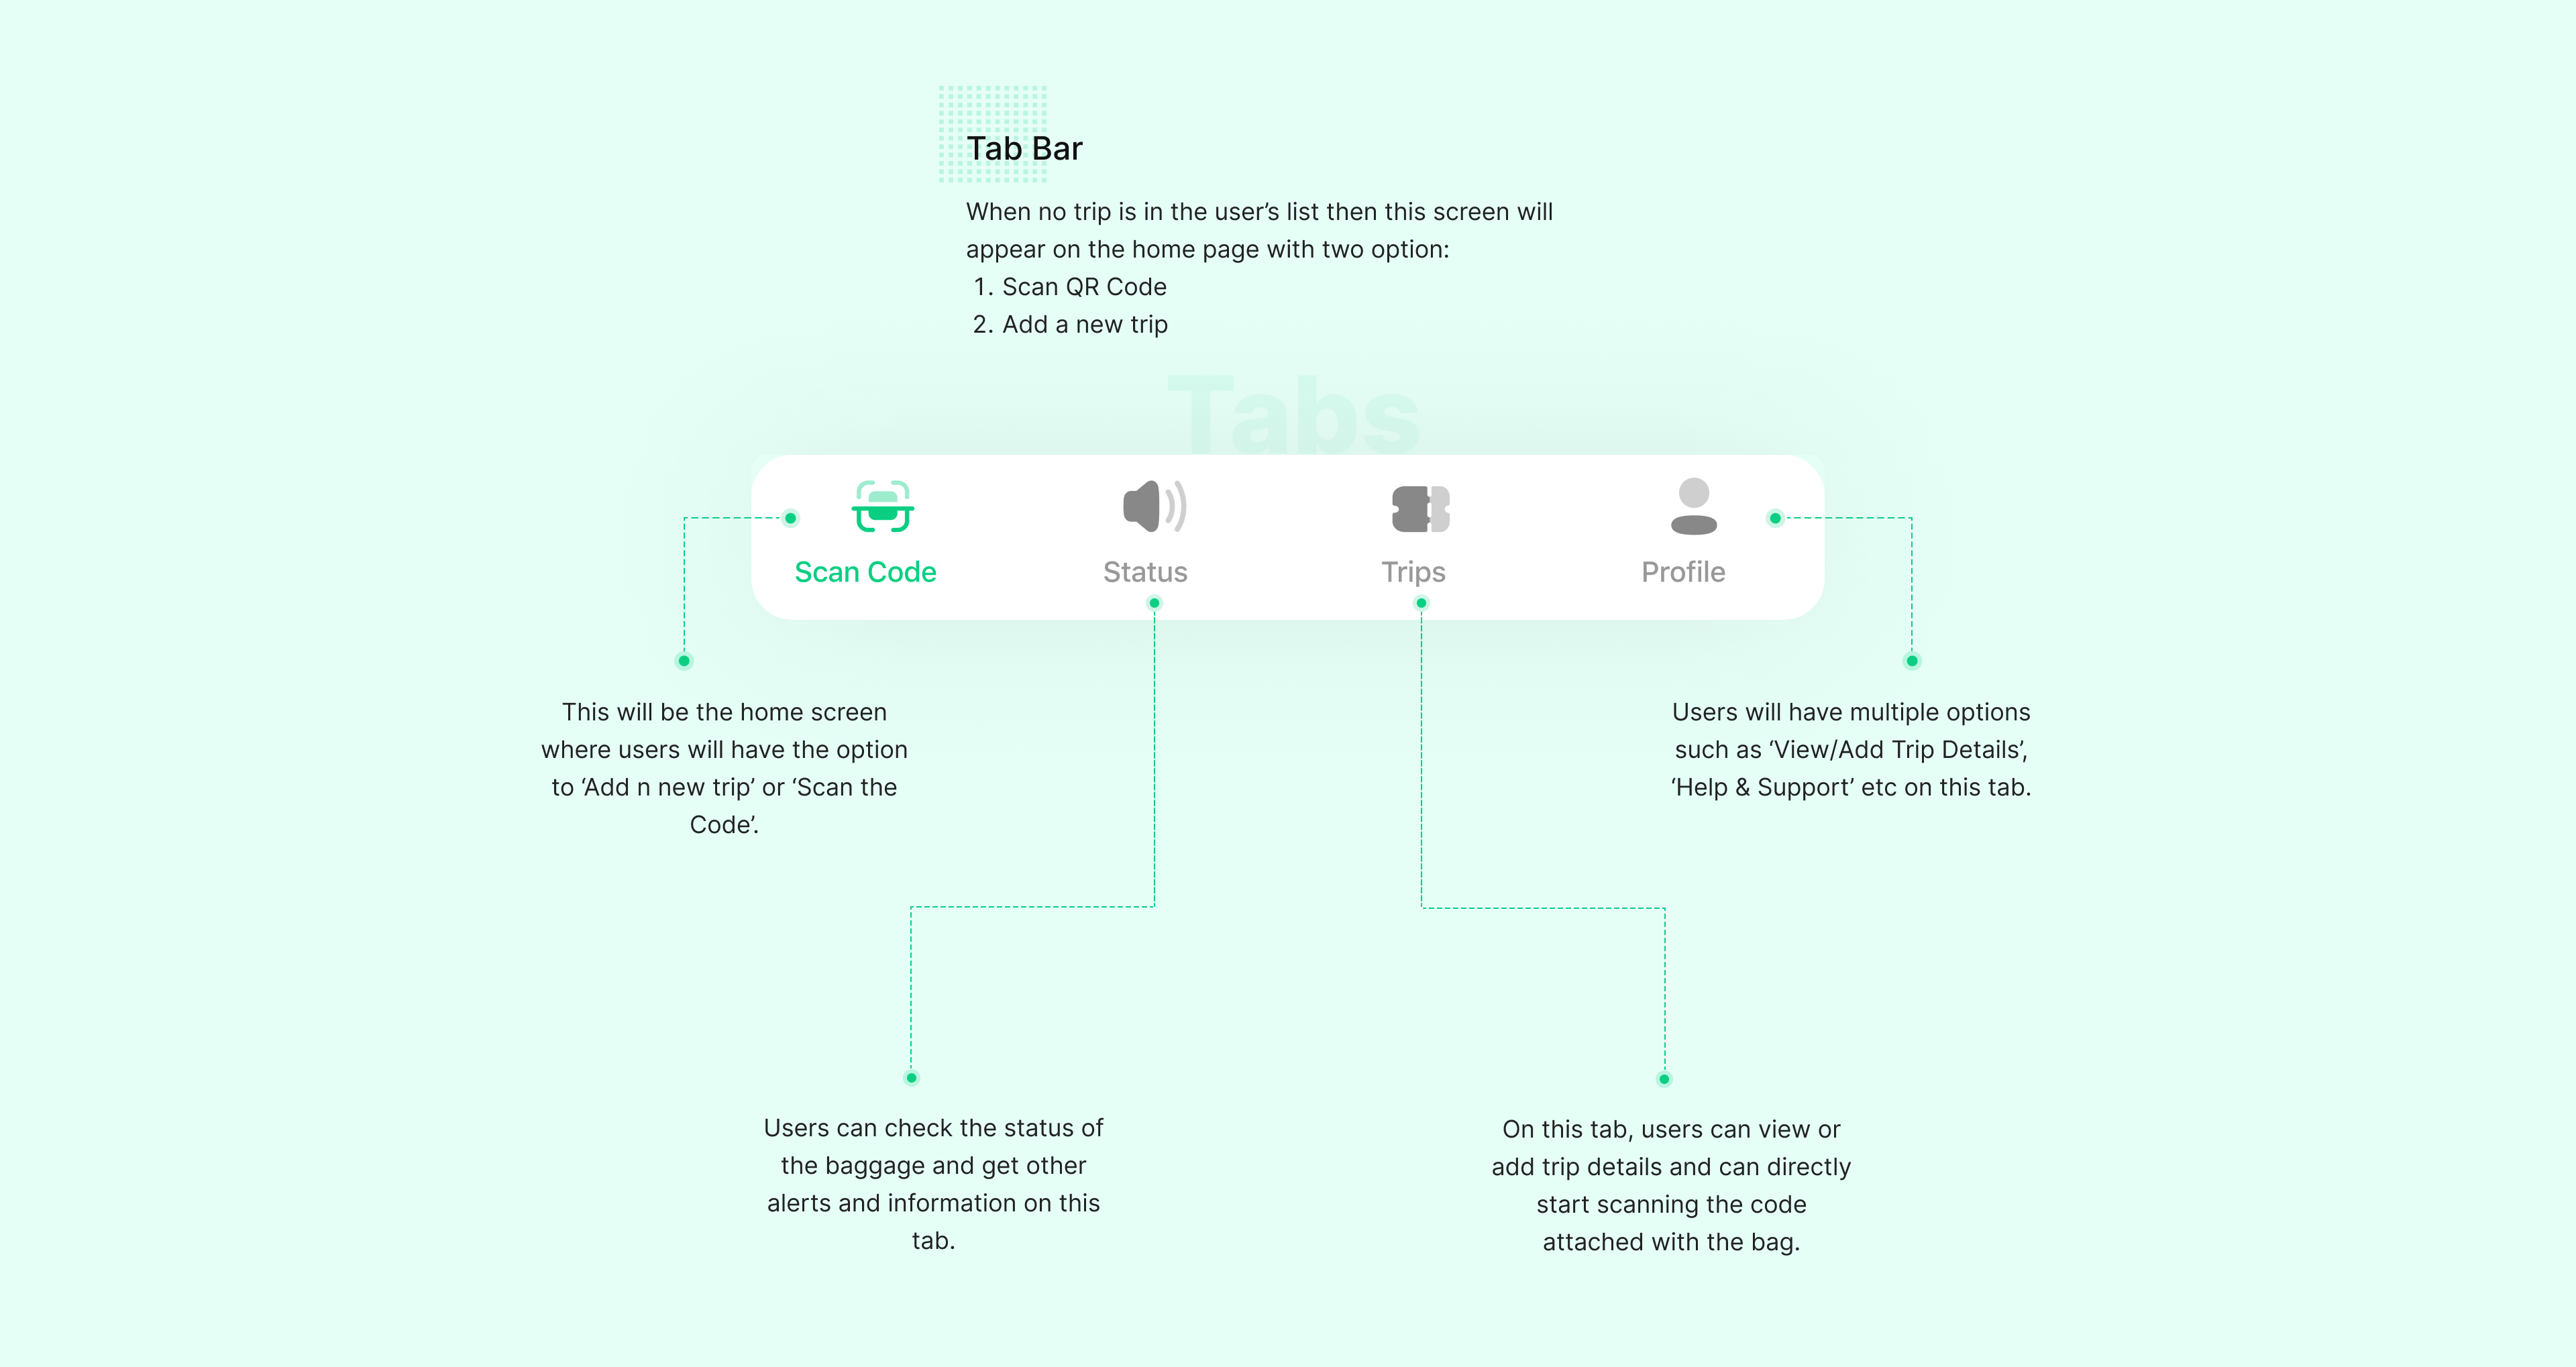 Tab Bar
When no trip is in the user’s list then this screen will
appear on the home page with two option:
1. Scan QR Code
2. Add a new trip
Tabs
Scan Code
Status
Trips
Profile
This will be the home screen
where users will have the option
to ‘Add n new trip’ or ‘Scan the
Code’.
Users will have multiple options
such as ‘View/Add Trip Details’,
‘Help & Support’ etc on this tab.
Users can check the status of
the baggage and get other
alerts and information on this
tab.
On this tab, users can view or
add trip details and can directly
start scanning the code
attached with the bag.